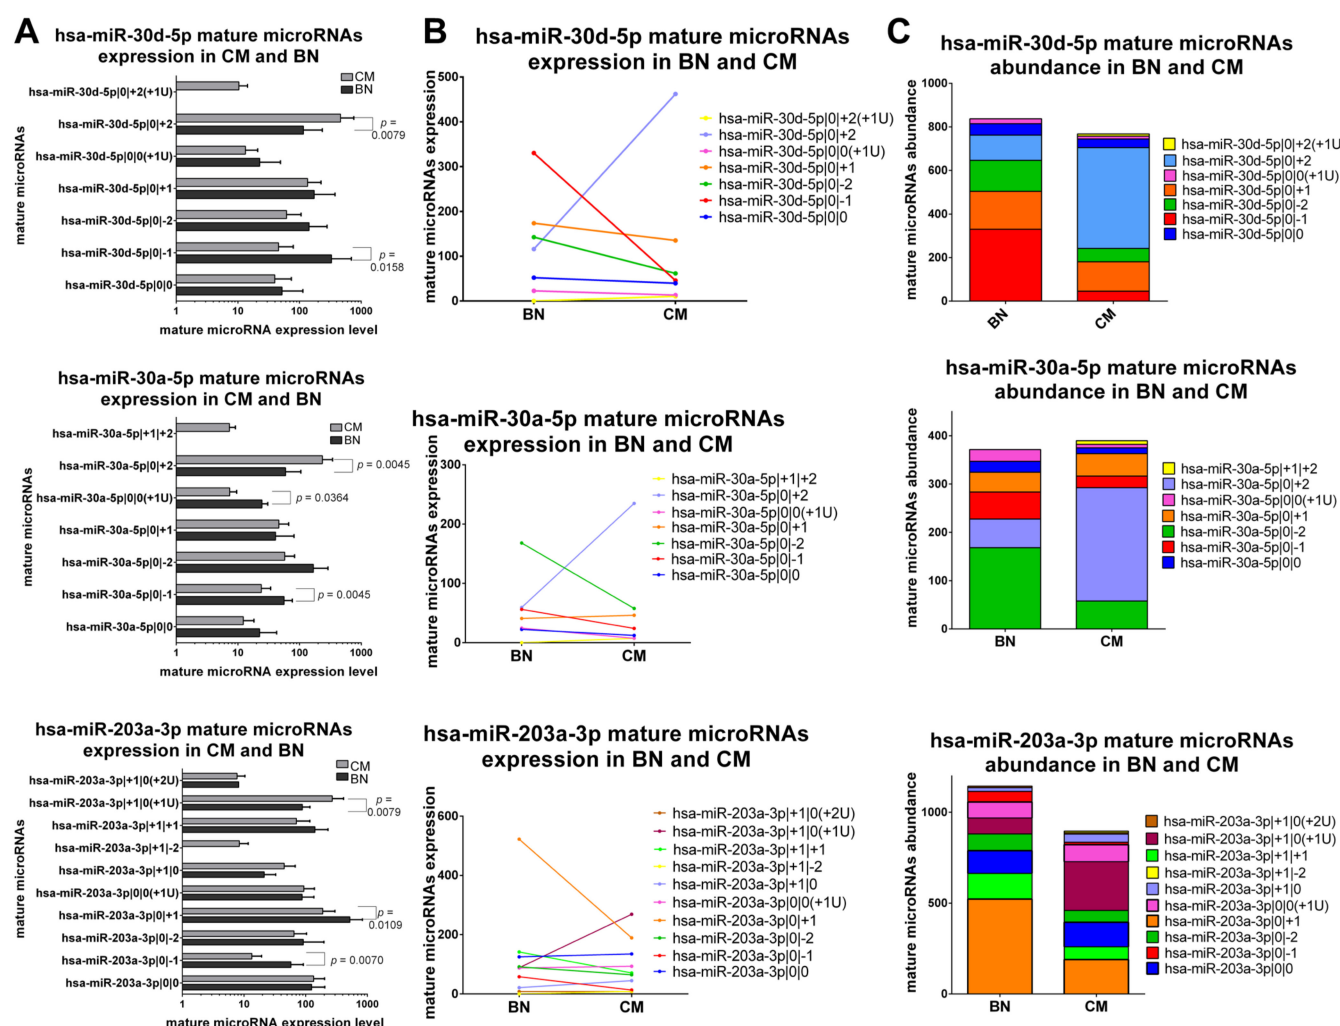 A
hsa-miR-30d-5p mature microRNAs
expression in CM and BN
CM
BN
mature microRNAs
hsa-miR-30d-5p|0|+2(+1U)
hsa-miR-30d-5p|0|+2
hsa-miR-30d-5p|0|0(+1U)
hsa-miR-30d-5p|0|+1
hsa-miR-30d-5p|0|-2
hsa-miR-30d-5p|0|-1
hsa-miR-30d-5p|0|0
p =
0.0079
p =
0.0158
1
10
100
1000
mature microRNA expression level
B
hsa-miR-30d-5p mature microRNAs
expression in BN and CM
mature microRNAs expression
500
400
300
200
100
0
BN
CM
hsa-miR-30d-5p|0|+2(+1U)
hsa-miR-30d-5p|0|+2
hsa-miR-30d-5p|0|0(+1U)
hsa-miR-30d-5p|0|+1
hsa-miR-30d-5p|0|-2
hsa-miR-30d-5p|0|-1
hsa-miR-30d-5p|0|0
C
hsa-miR-30d-5p mature microRNAs
abundance in BN and CM
mature microRNAs abundance
1000
800
600
400
200
0
BN
CM
hsa-miR-30d-5p|0|+2(+1U
hsa-miR-30d-5p|0|+2
hsa-miR-30d-5p|0|0(+1U)
hsa-miR-30d-5p|0|+1
hsa-miR-30d-5p|0|-2
hsa-miR-30d-5p|0|-1
hsa-miR-30d-5p|0|0
hsa-miR-30a-5p mature microRNAs
expression in CM and BN
CM
BN
mature microRNAs
hsa-miR-30a-5p|+1|+2
hsa-miR-30a-5p|0|+2
hsa-miR-30a-5p|0|0(+1U)
hsa-miR-30a-5p|0|+1
hsa-miR-30a-5p|0|-2
hsa-miR-30a-5p|0|-1
hsa-miR-30a-5p|0|0
p = 0.0045
p = 0.0364
p = 0.0045
1
10
100
1000
mature microRNA expression level
hsa-miR-30a-5p mature microRNAs
expression in BN and CM
mature microRNAs expression
300
200
100
0
BN
CM
hsa-miR-30a-5p|+1|+2
hsa-miR-30a-5p|0|+2
hsa-miR-30a-5p|0|0(+1U)
hsa-miR-30a-5p|0|+1
hsa-miR-30a-5p|0|-2
hsa-miR-30a-5p|0|-1
hsa-miR-30a-5p|0|0
hsa-miR-30a-5p mature microRNAs
abundance in BN and CM
mature microRNAs abundance
400
300
200
100
0
BN
CM
hsa-miR-30a-5p|+1|+2
hsa-miR-30a-5p|0|+2
hsa-miR-30a-5p|0|0(+1U)
hsa-miR-30a-5p|0|+1
hsa-miR-30a-5p|0|-2
hsa-miR-30a-5p|0|-1
hsa-miR-30a-5p|0|0
hsa-miR-203a-3p mature microRNAs
expression in CM and BN
CM
BN
mature microRNAs
hsa-miR-203a-3p|+1|0(+2U)
hsa-miR-203a-3p|+1|0(+1U)
hsa-miR-203a-3p|+1|+1
hsa-miR-203a-3p|+1|-2
hsa-miR-203a-3p|+1|0
hsa-miR-203a-3p|0|0(+1U)
hsa-miR-203a-3p|0|+1
hsa-miR-203a-3p|0|-2
hsa-miR-203a-3p|0|-1
hsa-miR-203a-3p|0|0
p =
0.0079
p =
0.0109
p = 0.0070
1
10
100
1000
mature microRNA expression level
hsa-miR-203a-3p mature microRNAs
expression in BN and CM
mature microRNAs expression
600
400
200
0
BN
CM
hsa-miR-203a-3p|+1|0(+2U)
hsa-miR-203a-3p|+1|0(+1U)
hsa-miR-203a-3p|+1|+1
hsa-miR-203a-3p|+1|-2
hsa-miR-203a-3p|+1|0
hsa-miR-203a-3p|0|0(+1U)
hsa-miR-203a-3p|0|+1
hsa-miR-203a-3p|0|-2
hsa-miR-203a-3p|0|-1
hsa-miR-203a-3p|0|0
hsa-miR-203a-3p mature microRNAs
abundance in BN and CM
mature microRNAs abundance
1000
500
0
BN
CM
hsa-miR-203a-3p|+1|0(+2U)
hsa-miR-203a-3p|+1|0(+1U)
hsa-miR-203a-3p|+1|+1
hsa-miR-203a-3p|+1|-2
hsa-miR-203a-3p|+1|0
hsa-miR-203a-3p|0|0(+1U)
hsa-miR-203a-3p|0|+1
hsa-miR-203a-3p|0|-2
hsa-miR-203a-3p|0|-1
hsa-miR-203a-3p|0|0